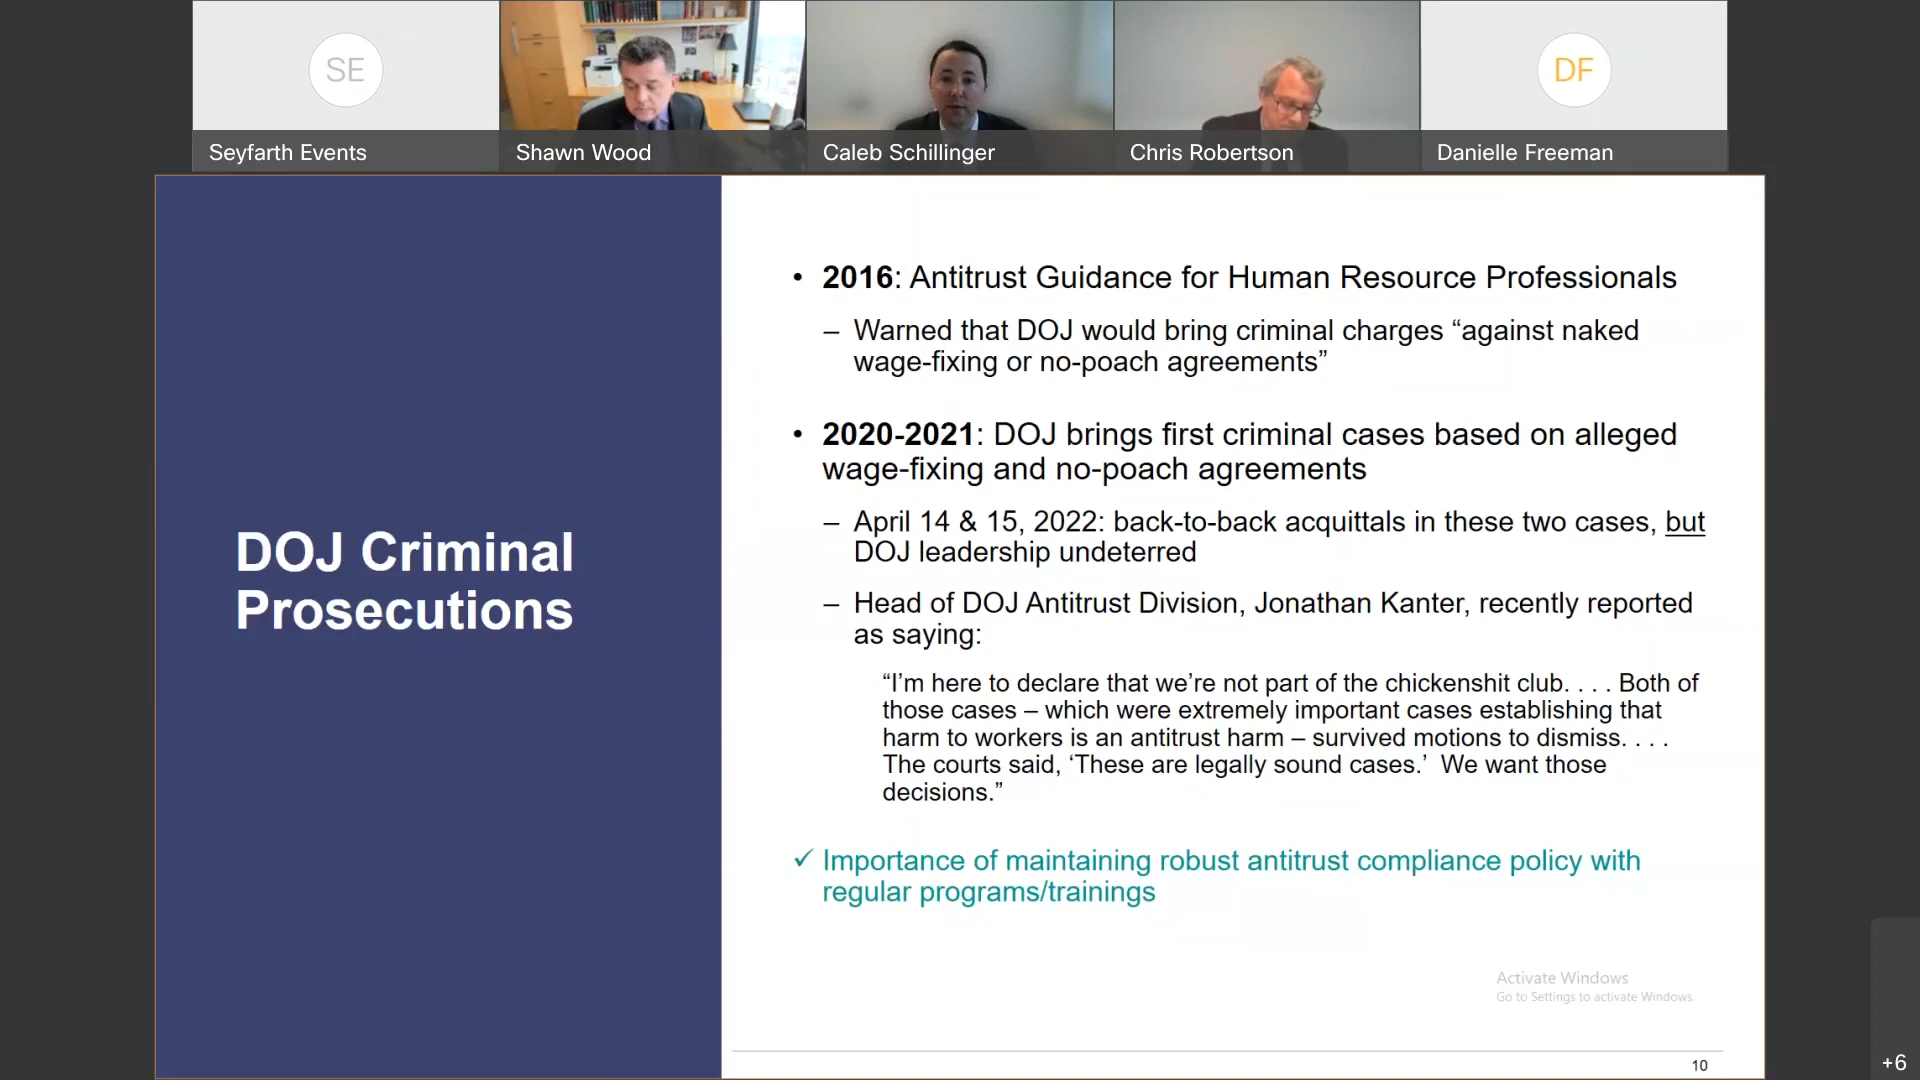 SE
DF
Seyfarth Events
Shawn Wood
Caleb Schillinger
Chris Robertson
Danielle Freeman
DOJ Criminal
Prosecutions
• 2016: Antitrust Guidance for Human Resource Professionals
– Warned that DOJ would bring criminal charges “against naked
wage-fixing or no-poach agreements”
• 2020-2021: DOJ brings first criminal cases based on alleged
wage-fixing and no-poach agreements
– April 14 & 15, 2022: back-to-back acquittals in these two cases, but
DOJ leadership undeterred
– Head of DOJ Antitrust Division, Jonathan Kanter, recently reported
as saying:
“I’m here to declare that we’re not part of the chickenshit club. . . . Both of
those cases – which were extremely important cases establishing that
harm to workers is an antitrust harm – survived motions to dismiss. . . .
The courts said, ‘These are legally sound cases.’  We want those
decisions.”
✓ Importance of maintaining robust antitrust compliance policy with
regular programs/trainings
Activate Windows
Go to Settings to activate Windows.
10
+6